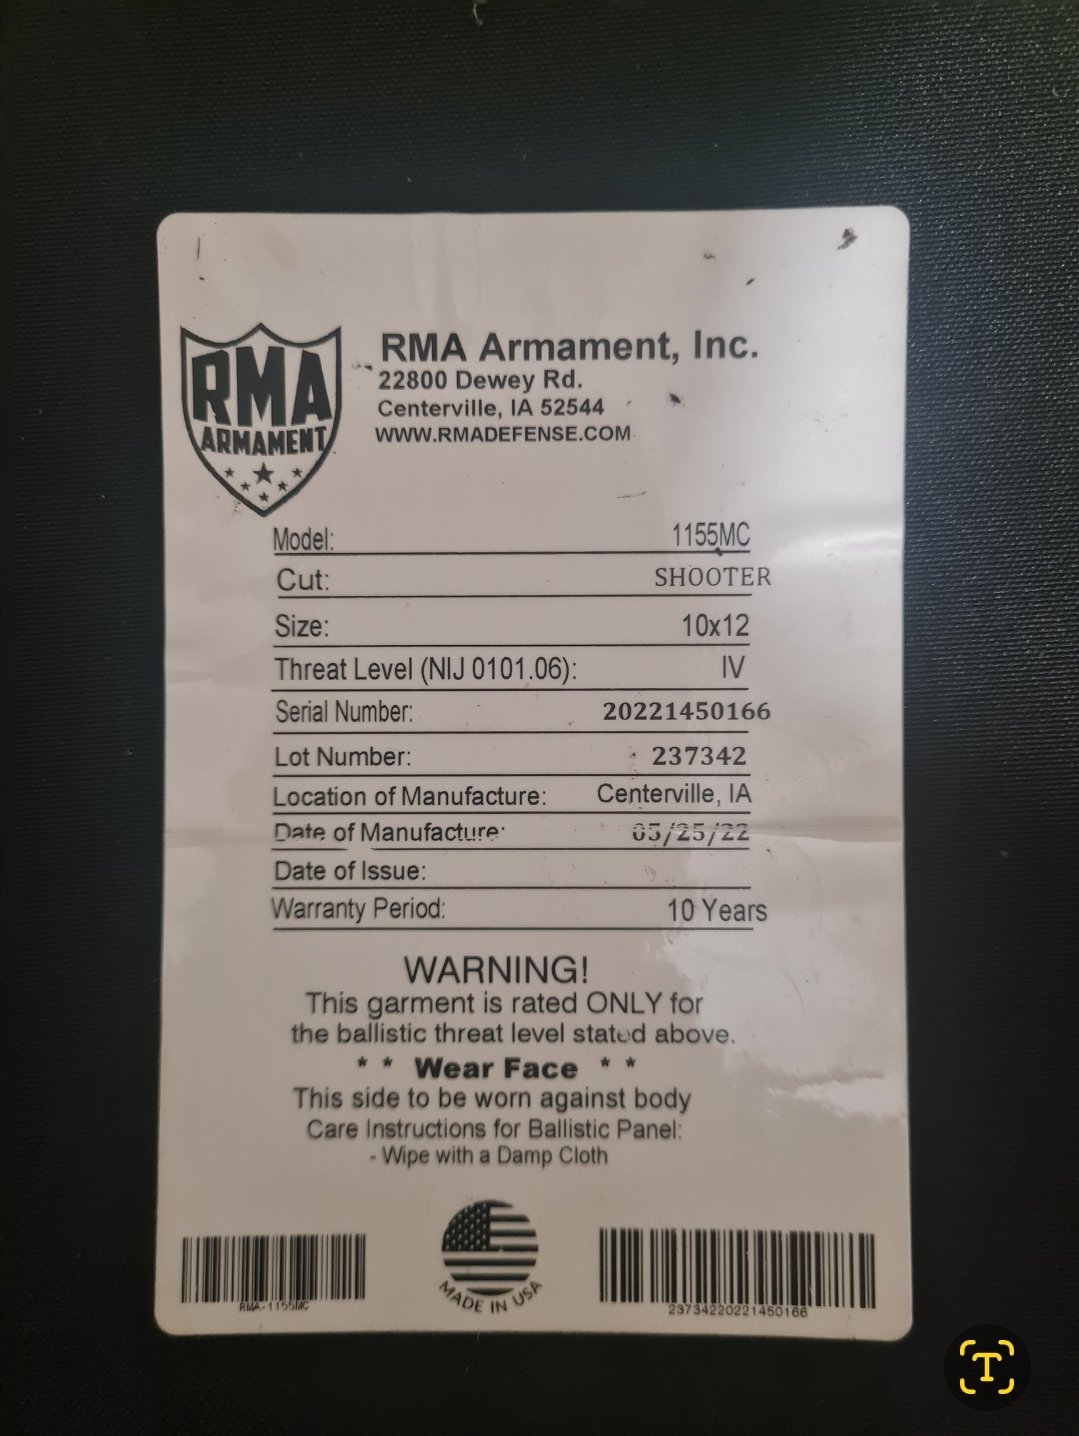 RMA
ARMAMENT
RMA Armament, Inc.
22800 Dewey Rd.
Centerville, IA 52544
WWW.RMADEFENSE.COM
Model: 1155MC
Cut: SHOOTER
Size: 10x12
Threat Level (NIJ 0101.06): IV
Serial Number: 20221450166
Lot Number: 237342
Location of Manufacture: Centerville, IA
Date of Manufacture: 05/25/22
Date of Issue:
Warranty Period: 10 Years
WARNING!
This garment is rated ONLY for
the ballistic threat level stated above.
* * Wear Face * *
This side to be worn against body
Care Instructions for Ballistic Panel:
- Wipe with a Damp Cloth
RMA-1155MC
MADE IN USA
23734220221450166